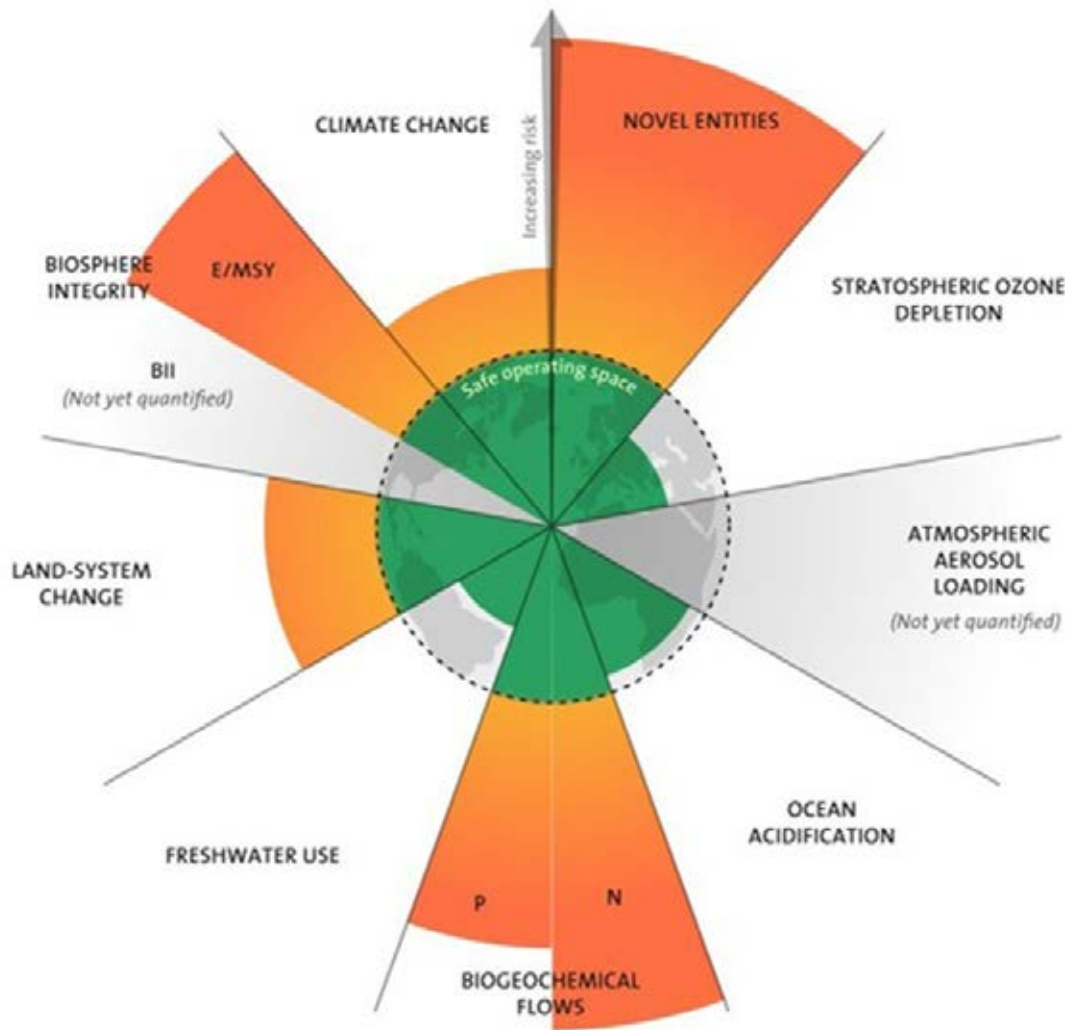 CLIMATE CHANGE
Increasing risk
NOVEL ENTITIES
BIOSPHERE
INTEGRITY
E/MSY
STRATOSPHERIC OZONE
DEPLETION
BII
(Not yet quantified)
Safe operating space
LAND-SYSTEM
CHANGE
ATMOSPHERIC
AEROSOL
LOADING
(Not yet quantified)
FRESHWATER USE
OCEAN
ACIDIFICATION
P
N
BIOGEOCHEMICAL
FLOWS